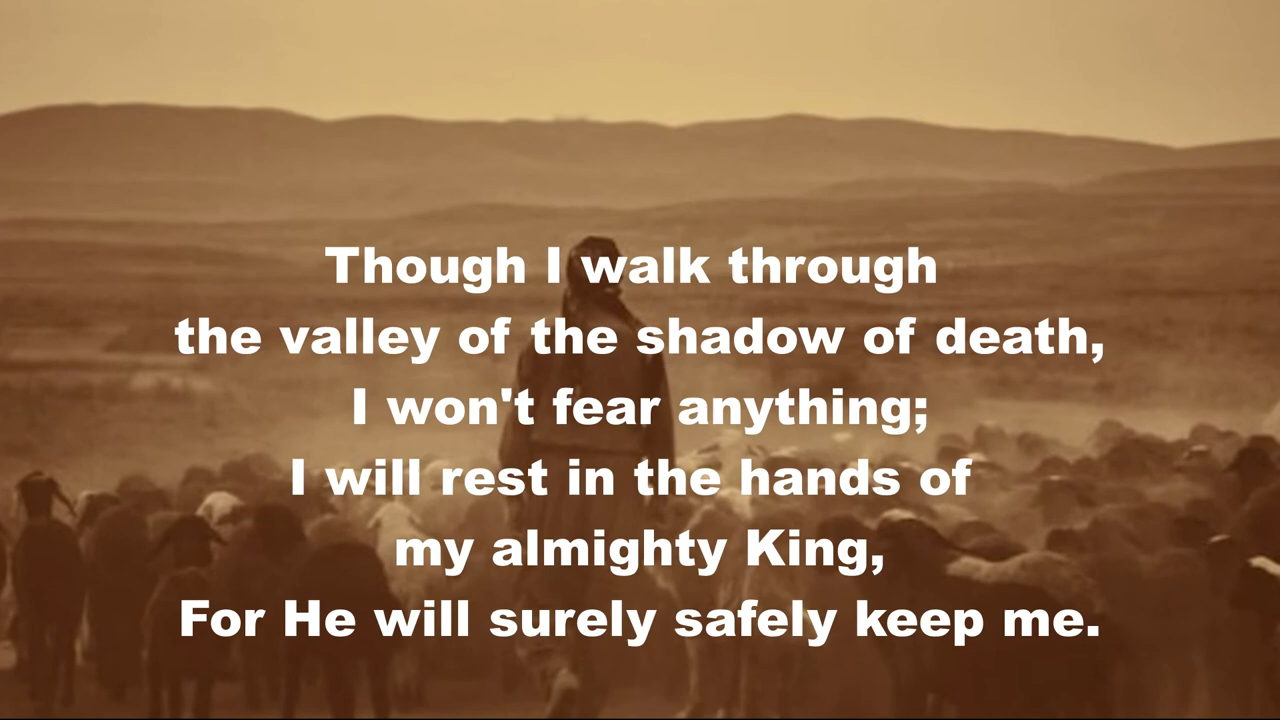 Though I walk through
the valley of the shadow of death,
I won't fear anything;
I will rest in the hands of
my almighty King,
For He will surely safely keep me.